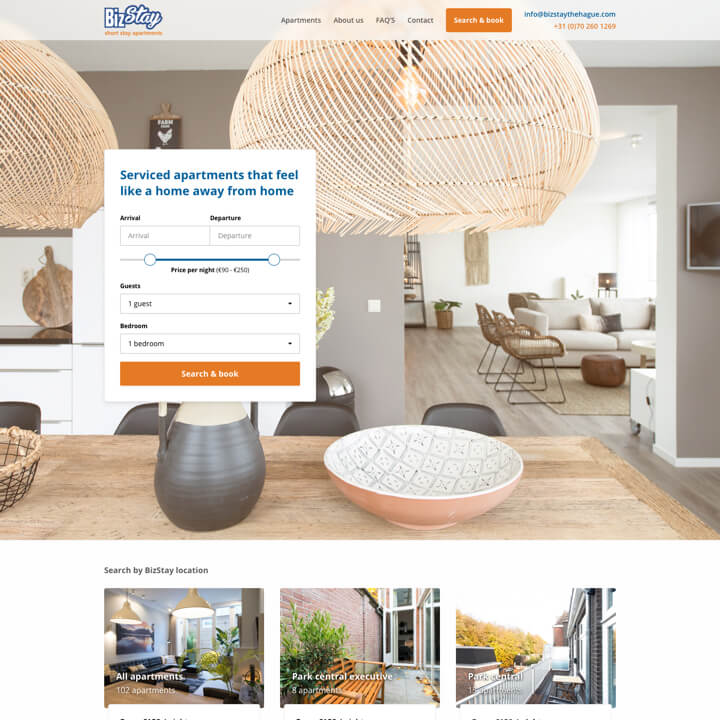 BizStay
short stay apartments
Apartments
About us
FAQ'S
Contact
Search & book
info@bizstaythehague.com
+31 (0)70 260 1269
FARM
Serviced apartments that feel
like a home away from home
Arrival
Departure
Arrival
Departure
Price per night (€90 - €250)
Guests
1 guest
Bedroom
1 bedroom
Search & book
Search by BizStay location
All apartments
102 apartments
Park central executive
8 apartments
Park central
apartments